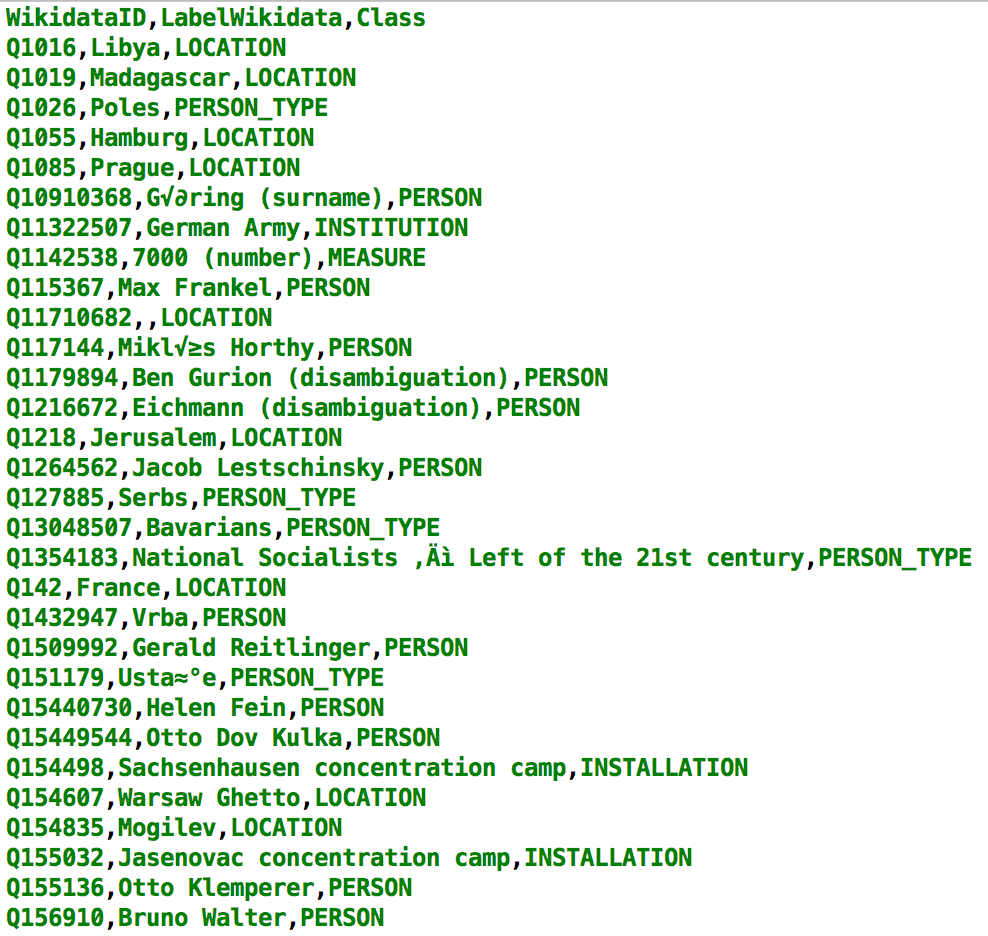 WikidataID,LabelWikidata,Class
Q1016,Libya,LOCATION
Q1019,Madagascar,LOCATION
Q1026,Poles,PERSON_TYPE
Q1055,Hamburg,LOCATION
Q1085,Prague,LOCATION
Q10910368,G√∂ring (surname),PERSON
Q11322507,German Army,INSTITUTION
Q1142538,7000 (number),MEASURE
Q115367,Max Frankel,PERSON
Q11710682,,LOCATION
Q117144,Mikl√≥s Horthy,PERSON
Q1179894,Ben Gurion (disambiguation),PERSON
Q1216672,Eichmann (disambiguation),PERSON
Q1218,Jerusalem,LOCATION
Q1264562,Jacob Lestschinsky,PERSON
Q127885,Serbs,PERSON_TYPE
Q13048507,Bavarians,PERSON_TYPE
Q1354183,National Socialists ‚Äì Left of the 21st century,PERSON_TYPE
Q142,France,LOCATION
Q1432947,Vrba,PERSON
Q1509992,Gerald Reitlinger,PERSON
Q151179,Usta≈°e,PERSON_TYPE
Q15440730,Helen Fein,PERSON
Q15449544,Otto Dov Kulka,PERSON
Q154498,Sachsenhausen concentration camp,INSTALLATION
Q154607,Warsaw Ghetto,LOCATION
Q154835,Mogilev,LOCATION
Q155032,Jasenovac concentration camp,INSTALLATION
Q155136,Otto Klemperer,PERSON
Q156910,Bruno Walter,PERSON